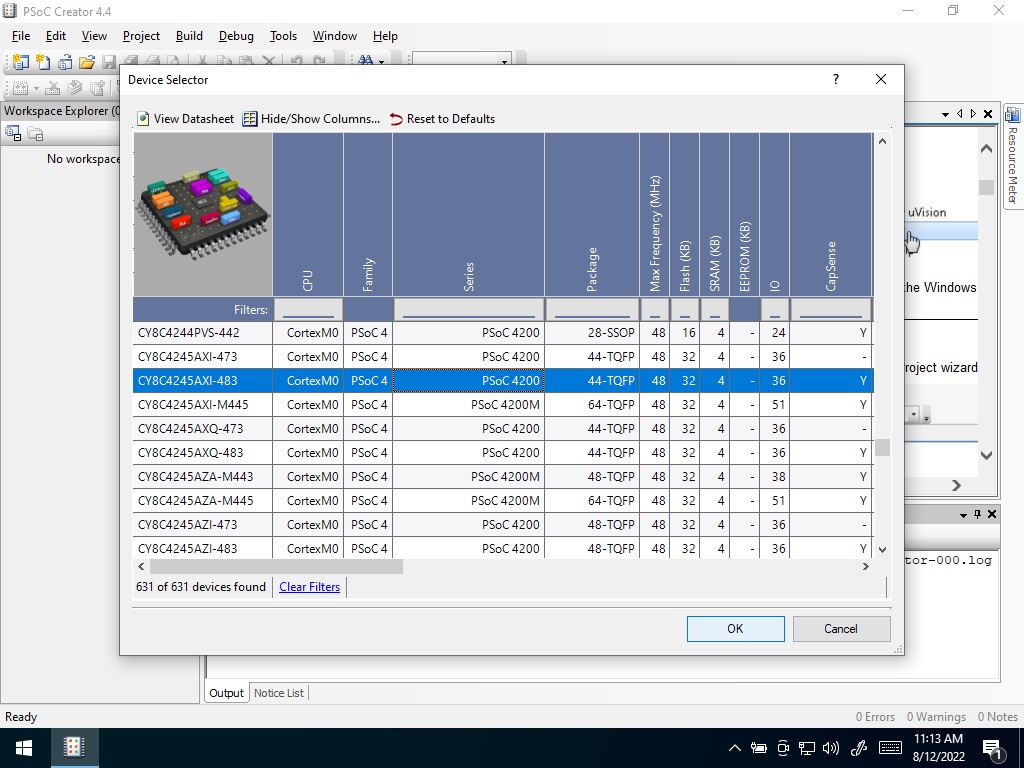 PSoC Creator 4.4
File Edit View Project Build Debug Tools Window Help
Device Selector
?
Workspace Explorer (0
View Datasheet Hide/Show Columns... Reset to Defaults
No workspace
Resource Meter
CPU Family Series Package Max Frequency (MHz) Flash (KB) SRAM (KB) EEPROM (KB) IO CapSense
Filters:
CY8C4244PVS-442 CortexM0 PSoC 4 PSoC 4200 28-SSOP 48 16 4 - 24 Y
CY8C4245AXI-473 CortexM0 PSoC 4 PSoC 4200 44-TQFP 48 32 4 - 36 -
CY8C4245AXI-483 CortexM0 PSoC 4 PSoC 4200 44-TQFP 48 32 4 - 36 Y
CY8C4245AXI-M445 CortexM0 PSoC 4 PSoC 4200M 64-TQFP 48 32 4 - 51 Y
CY8C4245AXQ-473 CortexM0 PSoC 4 PSoC 4200 44-TQFP 48 32 4 - 36 -
CY8C4245AXQ-483 CortexM0 PSoC 4 PSoC 4200 44-TQFP 48 32 4 - 36 Y
CY8C4245AZA-M443 CortexM0 PSoC 4 PSoC 4200M 48-TQFP 48 32 4 - 38 Y
CY8C4245AZA-M445 CortexM0 PSoC 4 PSoC 4200M 64-TQFP 48 32 4 - 51 Y
CY8C4245AZI-473 CortexM0 PSoC 4 PSoC 4200 48-TQFP 48 32 4 - 36 -
CY8C4245AZI-483 CortexM0 PSoC 4 PSoC 4200 48-TQFP 48 32 4 - 36 Y
uVision
the Windows
roject wizard
tor-000.log
631 of 631 devices found Clear Filters
OK Cancel
Output Notice List
Ready 0 Errors 0 Warnings 0 Notes
11:13 AM
8/12/2022
1